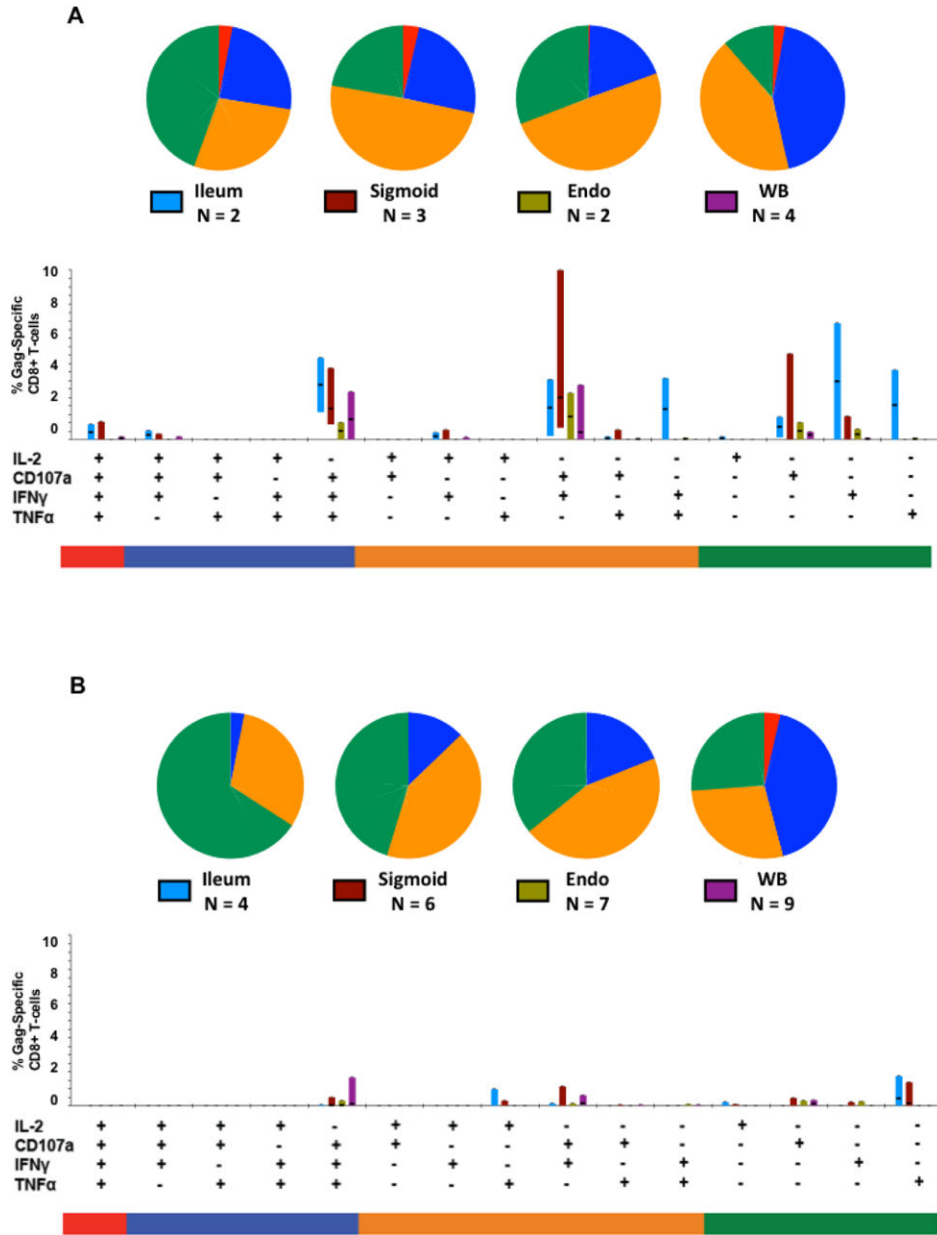 A
Ileum Sigmoid Endo WB
N = 2 N = 3 N = 2 N = 4
% Gag-Specific
CD8+ T-cells
10
8
6
4
2
0
IL-2 + + + + - + + + - - - + - - -
CD107a + + + - + + - - + + - - + - -
IFNγ + + - + + - + - + - + - - + -
TNFα + - + + + - - + - + + - - - +
B
Ileum Sigmoid Endo WB
N = 4 N = 6 N = 7 N = 9
% Gag-Specific
CD8+ T-cells
10
8
6
4
2
0
IL-2 + + + + - + + + - - - + - - -
CD107a + + + - + + - - + + - - + - -
IFNγ + + - + + - + - + - + - - + -
TNFα + - + + + - - + - + + - - - +